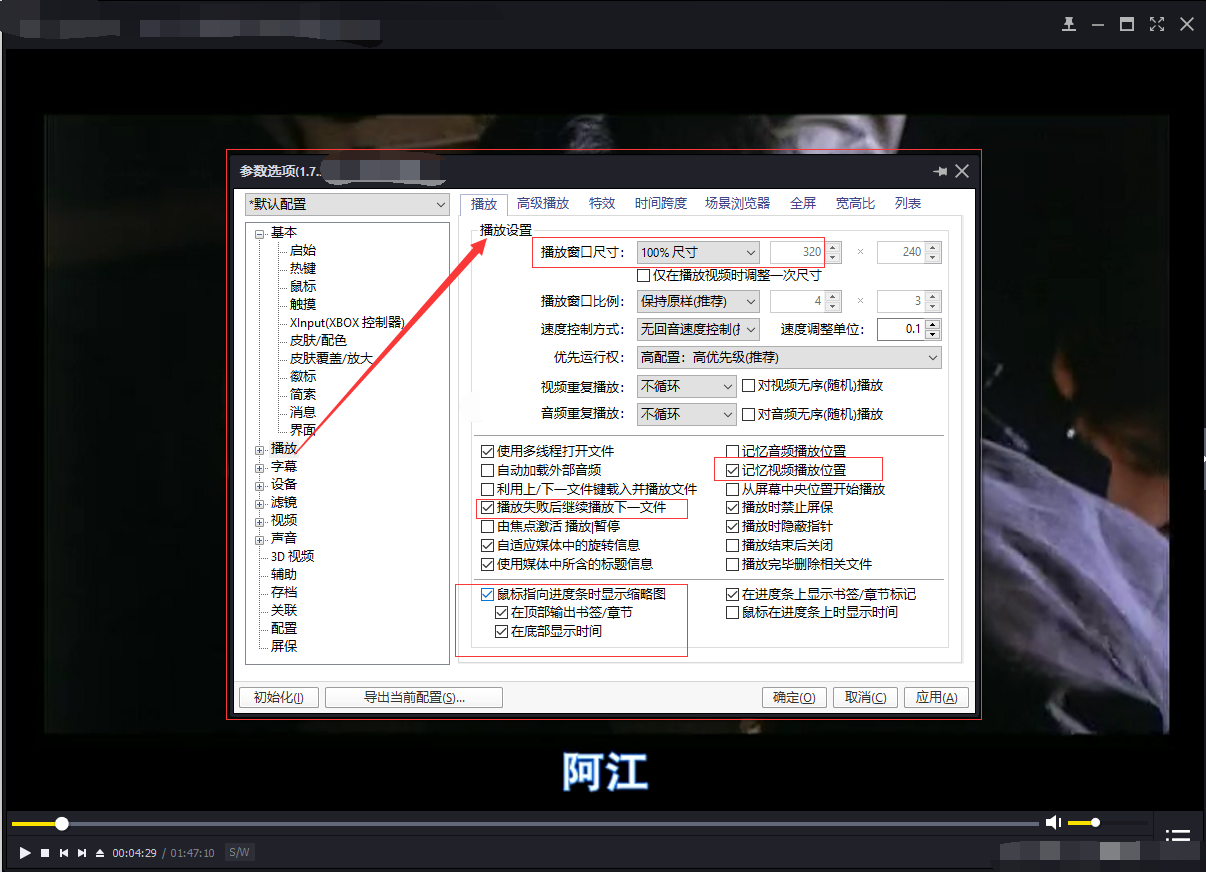 参数选项(1.7.
*默认配置
基本
启始
热键
鼠标
触摸
XInput(XBOX 控制器)
皮肤/配色
皮肤覆盖/放大
徽标
简素
消息
界面
播放
字幕
设备
滤镜
视频
声音
3D 视频
辅助
存档
关联
配置
屏保
播放 高级播放 特效 时间跨度 场景浏览器 全屏 宽高比 列表
播放设置
播放窗口尺寸: 100% 尺寸 320 × 240
仅在播放视频时调整一次尺寸
播放窗口比例: 保持原样(推荐) 4 × 3
速度控制方式: 无回音速度控制( 速度调整单位: 0.1
优先运行权: 高配置: 高优先级(推荐)
视频重复播放: 不循环 对视频无序(随机)播放
音频重复播放: 不循环 对音频无序(随机)播放
使用多线程打开文件 记忆音频播放位置
自动加载外部音频 记忆视频播放位置
利用上/下一文件键载入并播放文件 从屏幕中央位置开始播放
播放失败后继续播放下一文件 播放时禁止屏保
由焦点激活 播放|暂停 播放时隐蔽指针
自适应媒体中的旋转信息 播放结束后关闭
使用媒体中所含的标题信息 播放完毕删除相关文件
鼠标指向进度条时显示缩略图 在进度条上显示书签/章节标记
在顶部输出书签/章节 鼠标在进度条上时显示时间
在底部显示时间
初始化(I) 导出当前配置(S)... 确定(O) 取消(C) 应用(A)
阿江
00:04:29 / 01:47:10 S/W